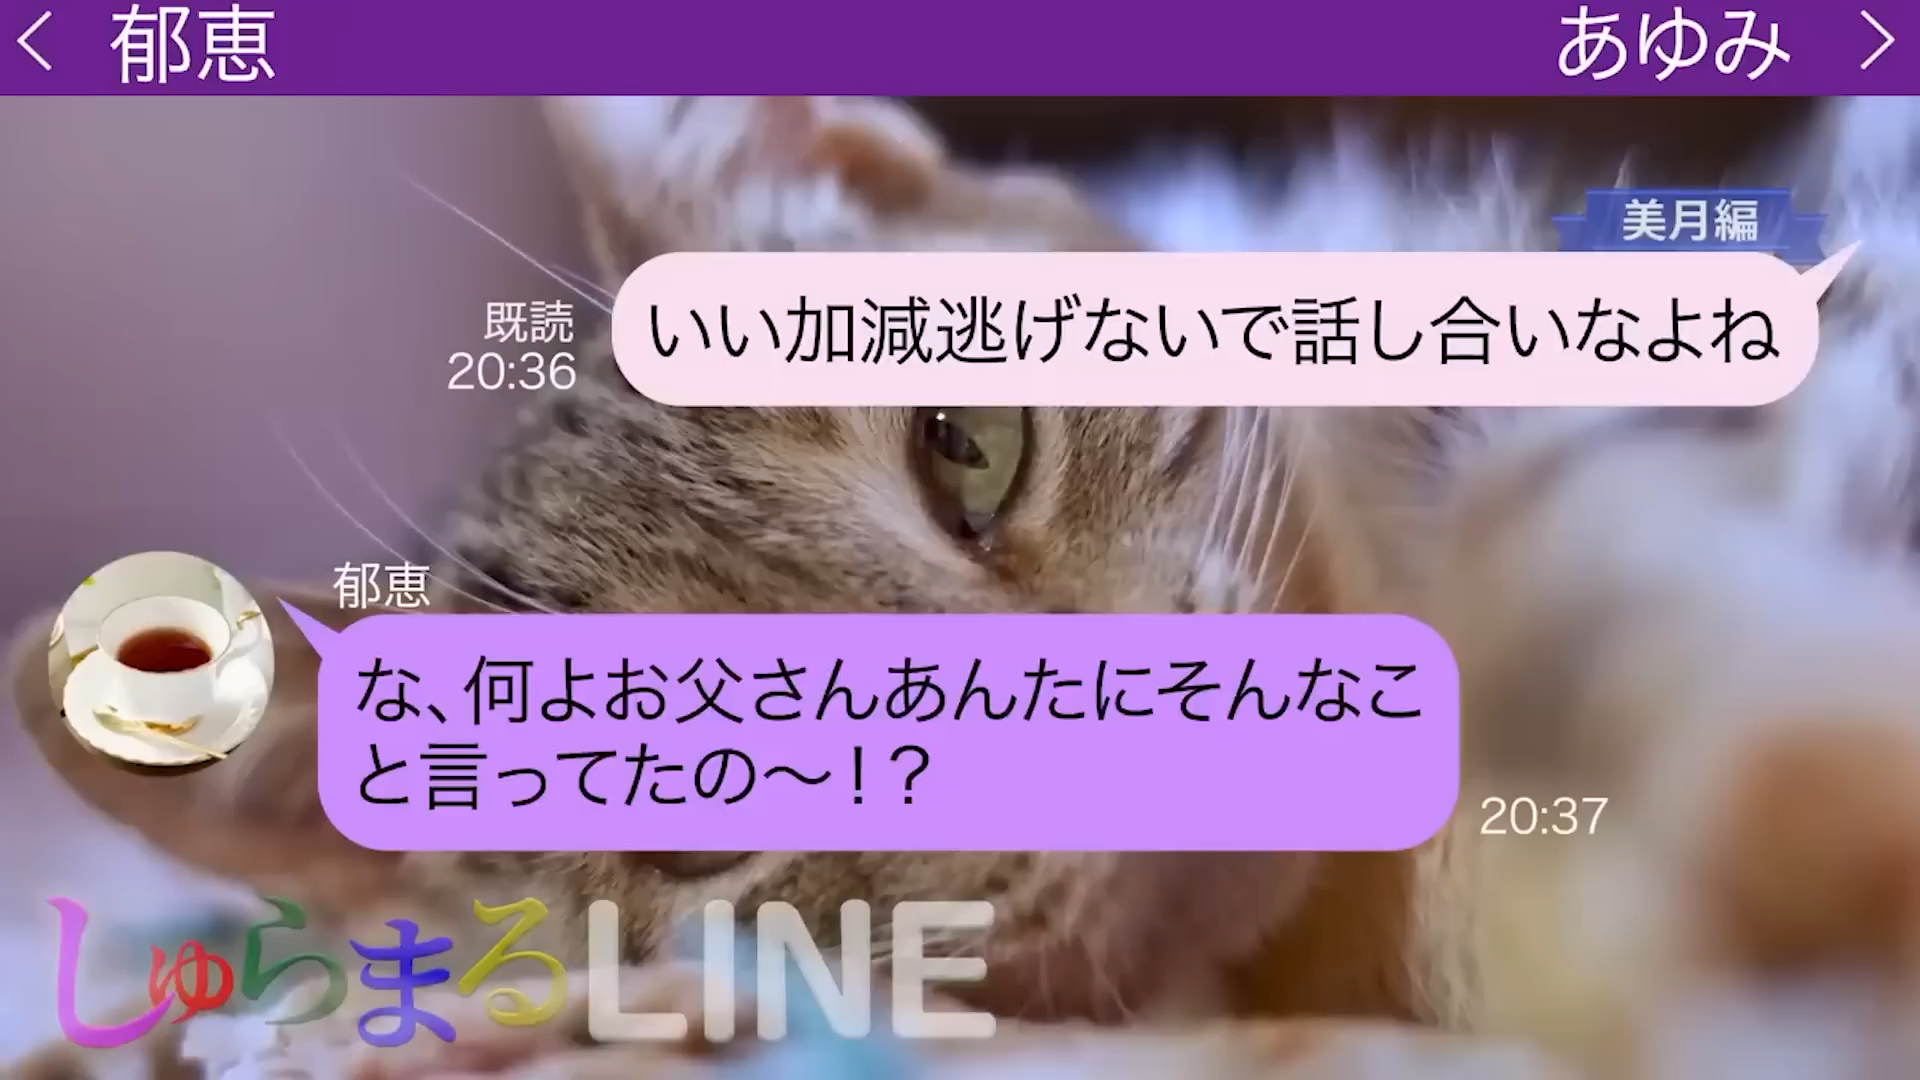 郁恵
あゆみ
美月編
いい加減逃げないで話し合いなよね
既読
20:36
郁恵
な、何よお父さんあんたにそんなこ
と言ってたの〜！？
20:37
しゅらまるLINE